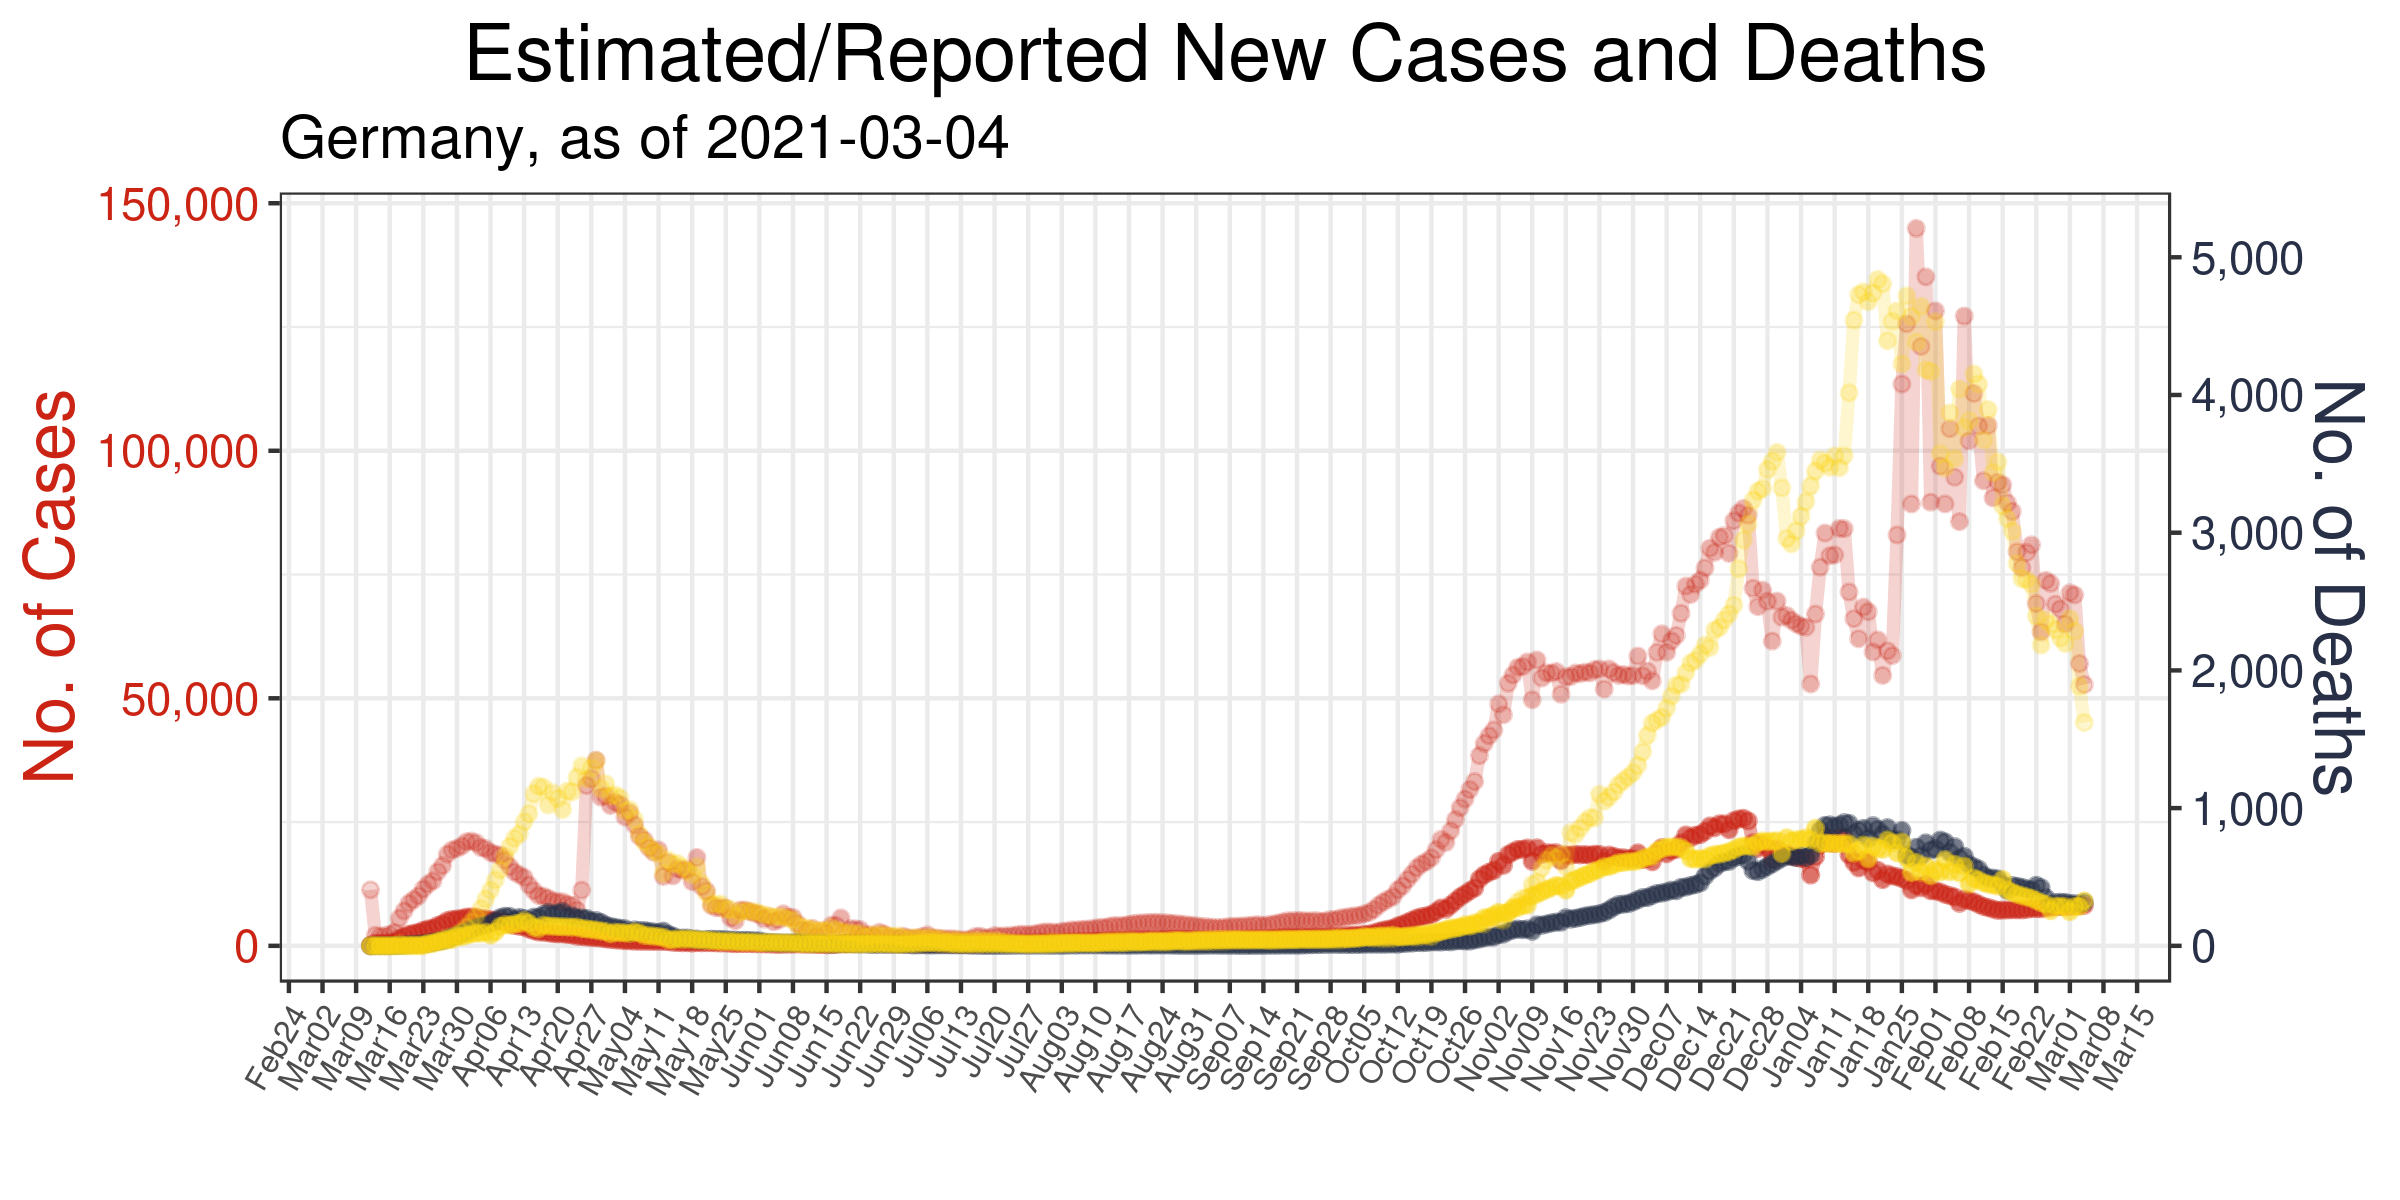 Estimated/Reported New Cases and Deaths
Germany, as of 2021-03-04
No. of Cases
150,000
100,000
50,000
0
5,000
4,000
3,000
2,000
1,000
0
No. of Deaths
Feb24
Mar02
Mar09
Mar16
Mar23
Mar30
Apr06
Apr13
Apr20
Apr27
May04
May11
May18
May25
Jun01
Jun08
Jun15
Jun22
Jun29
Jul06
Jul13
Jul20
Jul27
Aug03
Aug10
Aug17
Aug24
Aug31
Sep07
Sep14
Sep21
Sep28
Oct05
Oct12
Oct19
Oct26
Nov02
Nov09
Nov16
Nov23
Nov30
Dec07
Dec14
Dec21
Dec28
Jan04
Jan11
Jan18
Jan25
Feb01
Feb08
Feb15
Feb22
Mar01
Mar08
Mar15